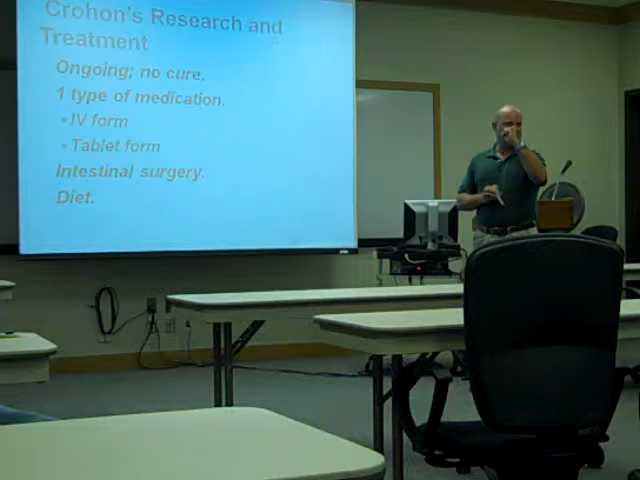 Crohon's Research and
Treatment
Ongoing; no cure.
1 type of medication.
•IV form
•Tablet form
Intestinal surgery.
Diet.